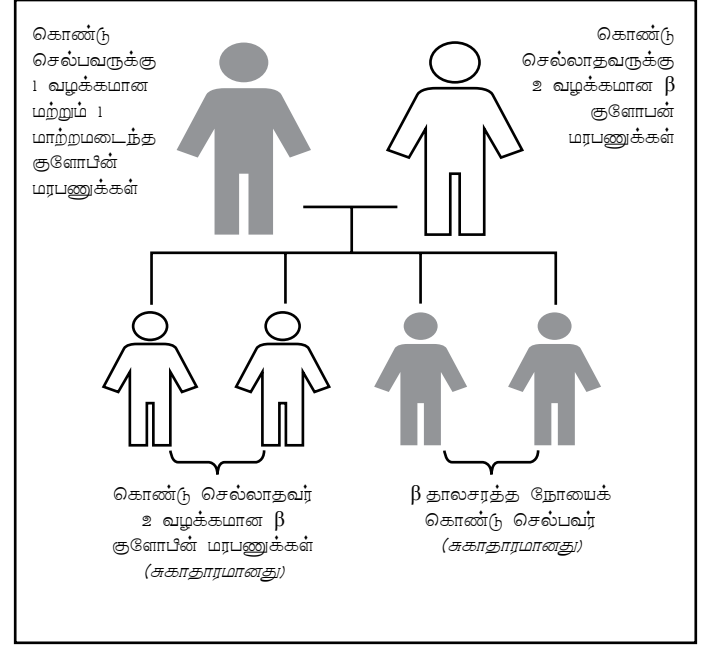 கொண்டு
செல்பவருக்கு
1 வழக்கமான
மற்றும் 1
மாற்றமடைந்த
குளோபீன்
மரபணுக்கள்
கொண்டு
செல்லாதவருக்கு
உ வழக்கமான β
குளோபன்
மரபணுக்கள்
கொண்டு செல்லாதவர்
உ வழக்கமான β
குளோபீன் மரபணுக்கள்
(சுகாதாரமானது)
β தாலசரத்த நோயைக்
கொண்டு செல்பவர்
(சுகாதாரமானது)